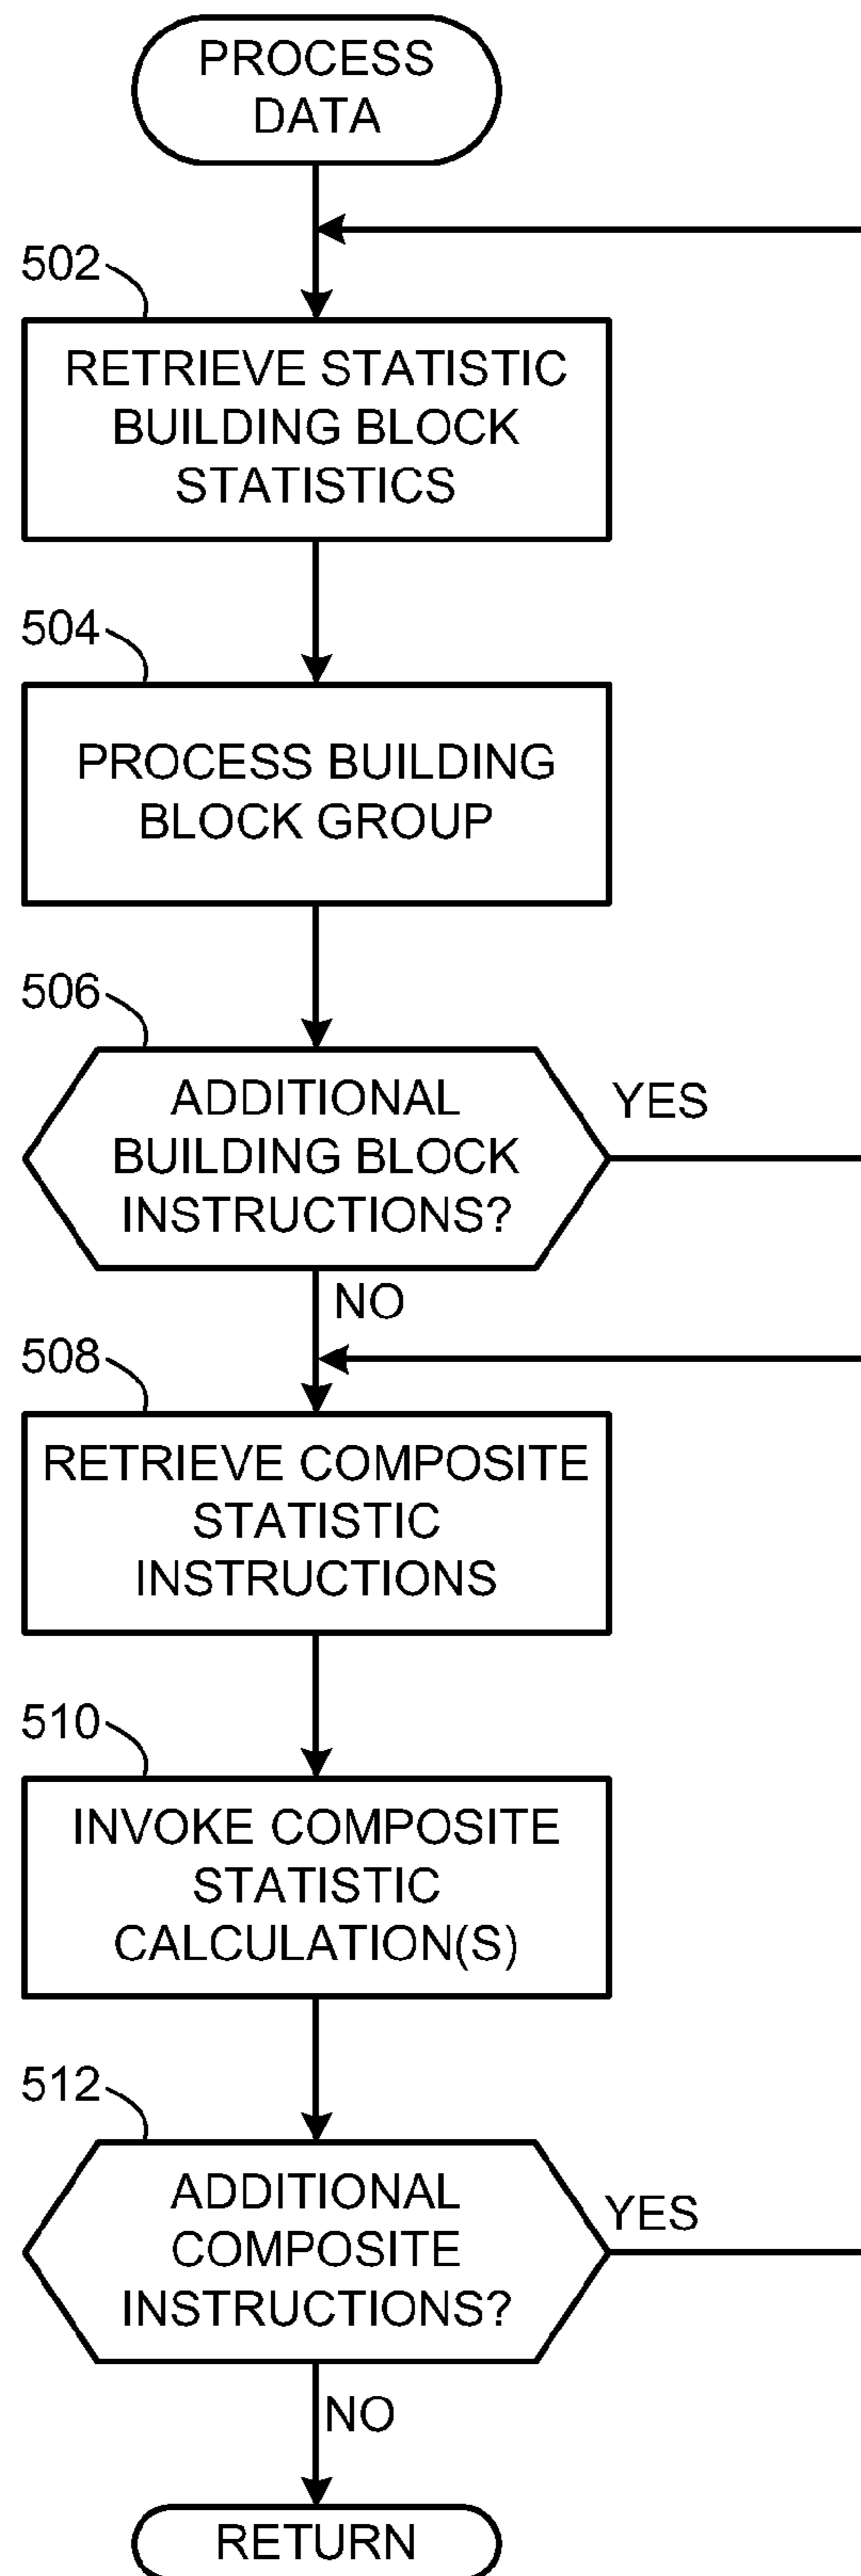 PROCESS
DATA
502
RETRIEVE STATISTIC
BUILDING BLOCK
STATISTICS
504
PROCESS BUILDING
BLOCK GROUP
506
ADDITIONAL
BUILDING BLOCK
INSTRUCTIONS?
YES
NO
508
RETRIEVE COMPOSITE
STATISTIC
INSTRUCTIONS
510
INVOKE COMPOSITE
STATISTIC
CALCULATION(S)
512
ADDITIONAL
COMPOSITE
INSTRUCTIONS?
YES
NO
RETURN